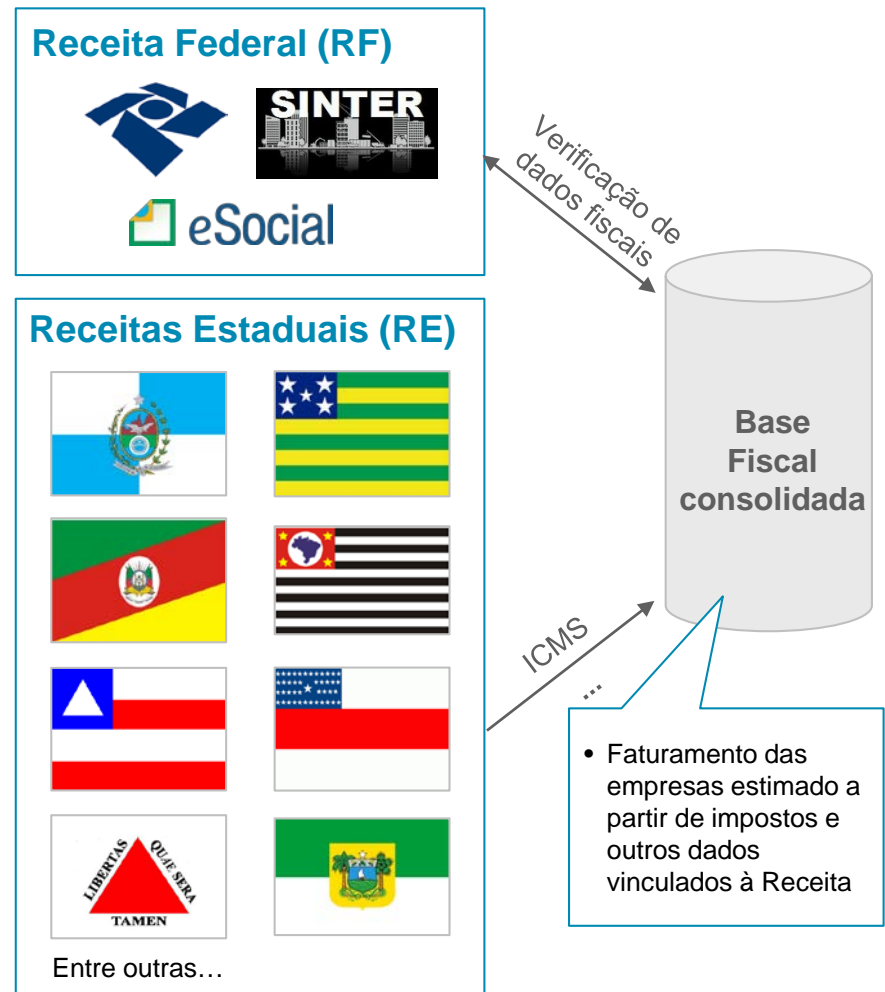 Receita Federal (RF)
SINTER
eSocial
Verificação de
dados fiscais
Receitas Estaduais (RE)
Base
Fiscal
consolidada
ICMS
...
LIBERTAS
QUÆ SERA
TAMEN
Entre outras…
• Faturamento das
empresas estimado a
partir de impostos e
outros dados
vinculados à Receita